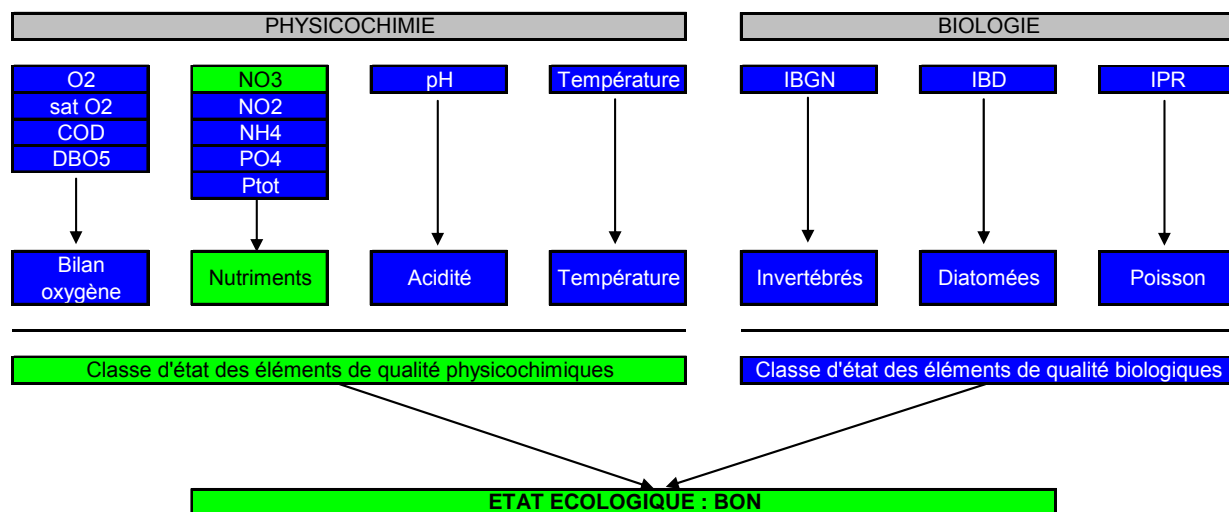 PHYSICOCHIMIE
BIOLOGIE
O2
sat O2
COD
DBO5
NO3
NO2
NH4
PO4
Ptot
pH
Température
IBGN
IBD
IPR
Bilan
oxygène
Nutriments
Acidité
Température
Invertébrés
Diatomées
Poisson
Classe d'état des éléments de qualité physicochimiques
Classe d'état des éléments de qualité biologiques
ETAT ECOLOGIQUE : BON